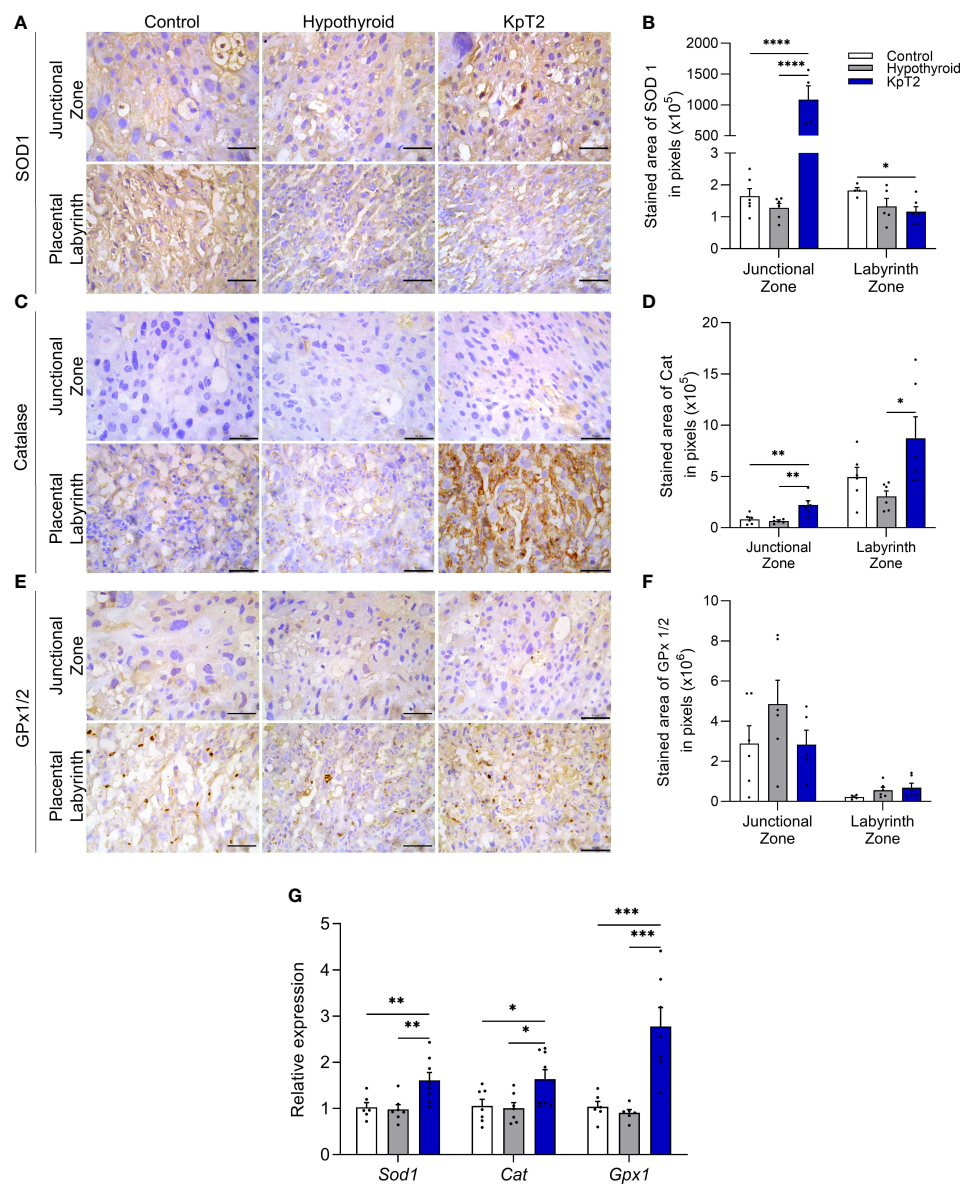 A
Control
Hypothyroid
KpT2
SOD1
Junctional
Zone
Placental
Labyrinth
B
Stained area of SOD 1
in pixels (x10⁵)
2000
1500
1000
500
3
2
1
0
****
****
*
Control
Hypothyroid
KpT2
Junctional
Zone
Labyrinth
Zone
C
Catalase
Junctional
Zone
Placental
Labyrinth
D
Stained area of Cat
in pixels (x10⁵)
20
15
10
5
0
**
**
*
Junctional
Zone
Labyrinth
Zone
E
GPx1/2
Junctional
Zone
Placental
Labyrinth
F
Stained area of GPx 1/2
in pixels (x10⁶)
10
8
6
4
2
0
Junctional
Zone
Labyrinth
Zone
G
Relative expression
5
4
3
2
1
0
**
**
*
*
***
***
Sod1
Cat
Gpx1